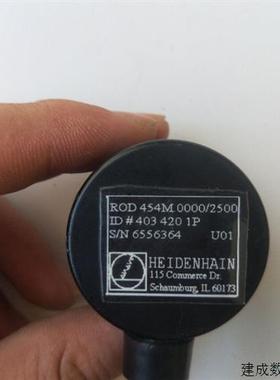 ROD 454M 0000/2500
ID # 403 420 1P
S/N 6556364 U01
HEIDENHAIN
115 Commerce Dr.
Schaumburg, IL 60173
建成数